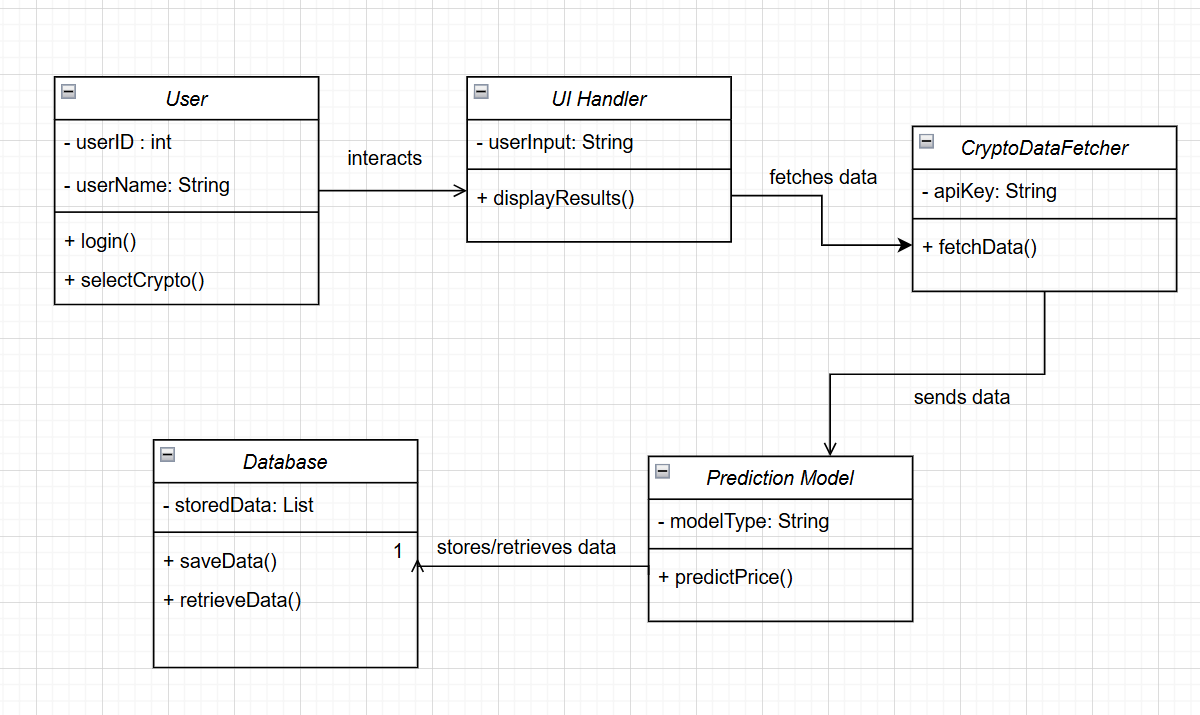 User
- userID : int
- userName: String
+ login()
+ selectCrypto()
interacts
UI Handler
- userInput: String
+ displayResults()
fetches data
CryptoDataFetcher
- apiKey: String
+ fetchData()
sends data
Database
- storedData: List
+ saveData()
+ retrieveData()
1
stores/retrieves data
Prediction Model
- modelType: String
+ predictPrice()